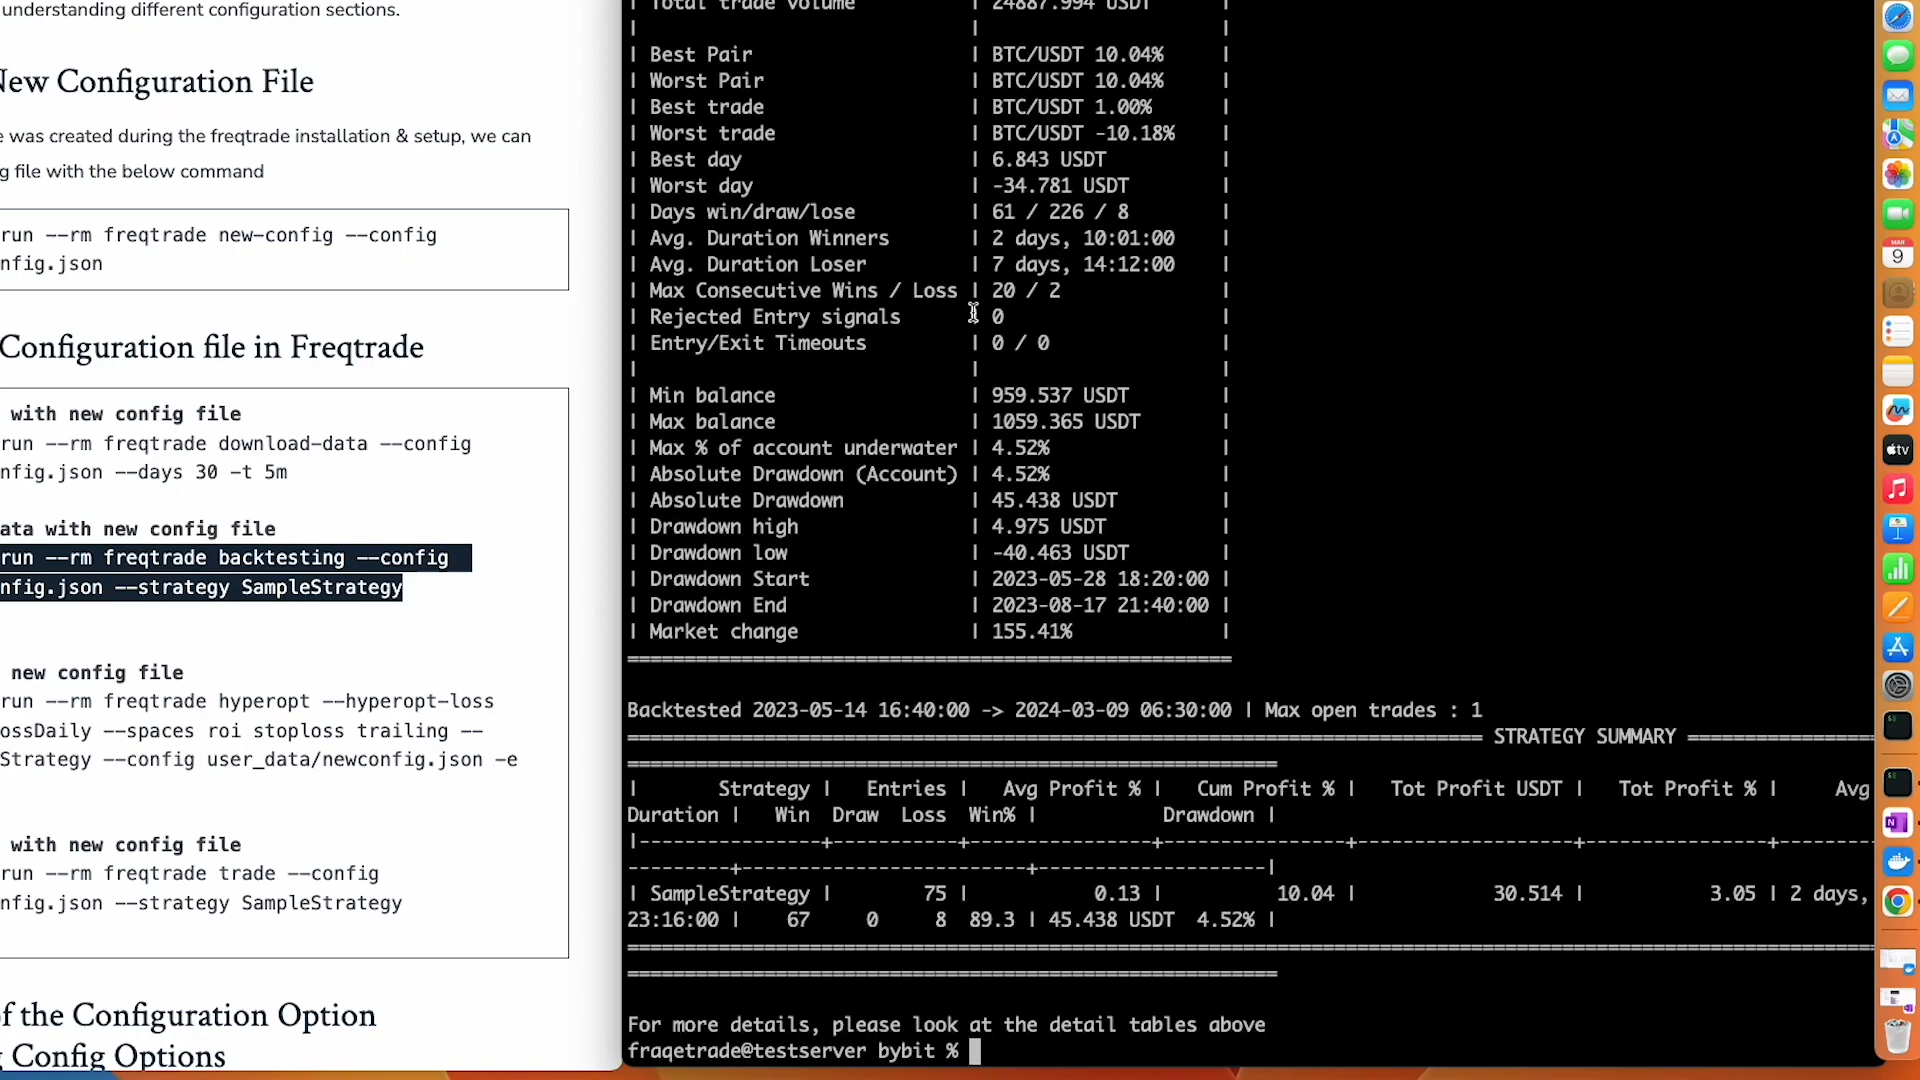 understanding different configuration sections.
New Configuration File
e was created during the freqtrade installation & setup, we can
g file with the below command
run --rm freqtrade new-config --config
nfig.json
Configuration file in Freqtrade
with new config file
run --rm freqtrade download-data --config
nfig.json --days 30 -t 5m
ata with new config file
run --rm freqtrade backtesting --config
nfig.json --strategy SampleStrategy
new config file
run --rm freqtrade hyperopt --hyperopt-loss
ossDaily --spaces roi stoploss trailing --
Strategy --config user_data/newconfig.json -e
with new config file
run --rm freqtrade trade --config
nfig.json --strategy SampleStrategy
of the Configuration Option
g Config Options
| Total trade volume | 24887.994 USDT |
| | |
| Best Pair | BTC/USDT 10.04% |
| Worst Pair | BTC/USDT 10.04% |
| Best trade | BTC/USDT 1.00% |
| Worst trade | BTC/USDT -10.18% |
| Best day | 6.843 USDT |
| Worst day | -34.781 USDT |
| Days win/draw/lose | 61 / 226 / 8 |
| Avg. Duration Winners | 2 days, 10:01:00 |
| Avg. Duration Loser | 7 days, 14:12:00 |
| Max Consecutive Wins / Loss | 20 / 2 |
| Rejected Entry signals | 0 |
| Entry/Exit Timeouts | 0 / 0 |
| | |
| Min balance | 959.537 USDT |
| Max balance | 1059.365 USDT |
| Max % of account underwater | 4.52% |
| Absolute Drawdown (Account) | 4.52% |
| Absolute Drawdown | 45.438 USDT |
| Drawdown high | 4.975 USDT |
| Drawdown low | -40.463 USDT |
| Drawdown Start | 2023-05-28 18:20:00 |
| Drawdown End | 2023-08-17 21:40:00 |
| Market change | 155.41% |
Backtested 2023-05-14 16:40:00 -> 2024-03-09 06:30:00 | Max open trades : 1
STRATEGY SUMMARY
| Strategy | Entries | Avg Profit % | Cum Profit % | Tot Profit USDT | Tot Profit % | Avg
Duration | Win Draw Loss Win% | Drawdown |
| SampleStrategy | 75 | 0.13 | 10.04 | 30.514 | 3.05 | 2 days,
23:16:00 | 67 0 8 89.3 | 45.438 USDT 4.52% |
For more details, please look at the detail tables above
fraqetrade@testserver bybit %
MAR
9
tv